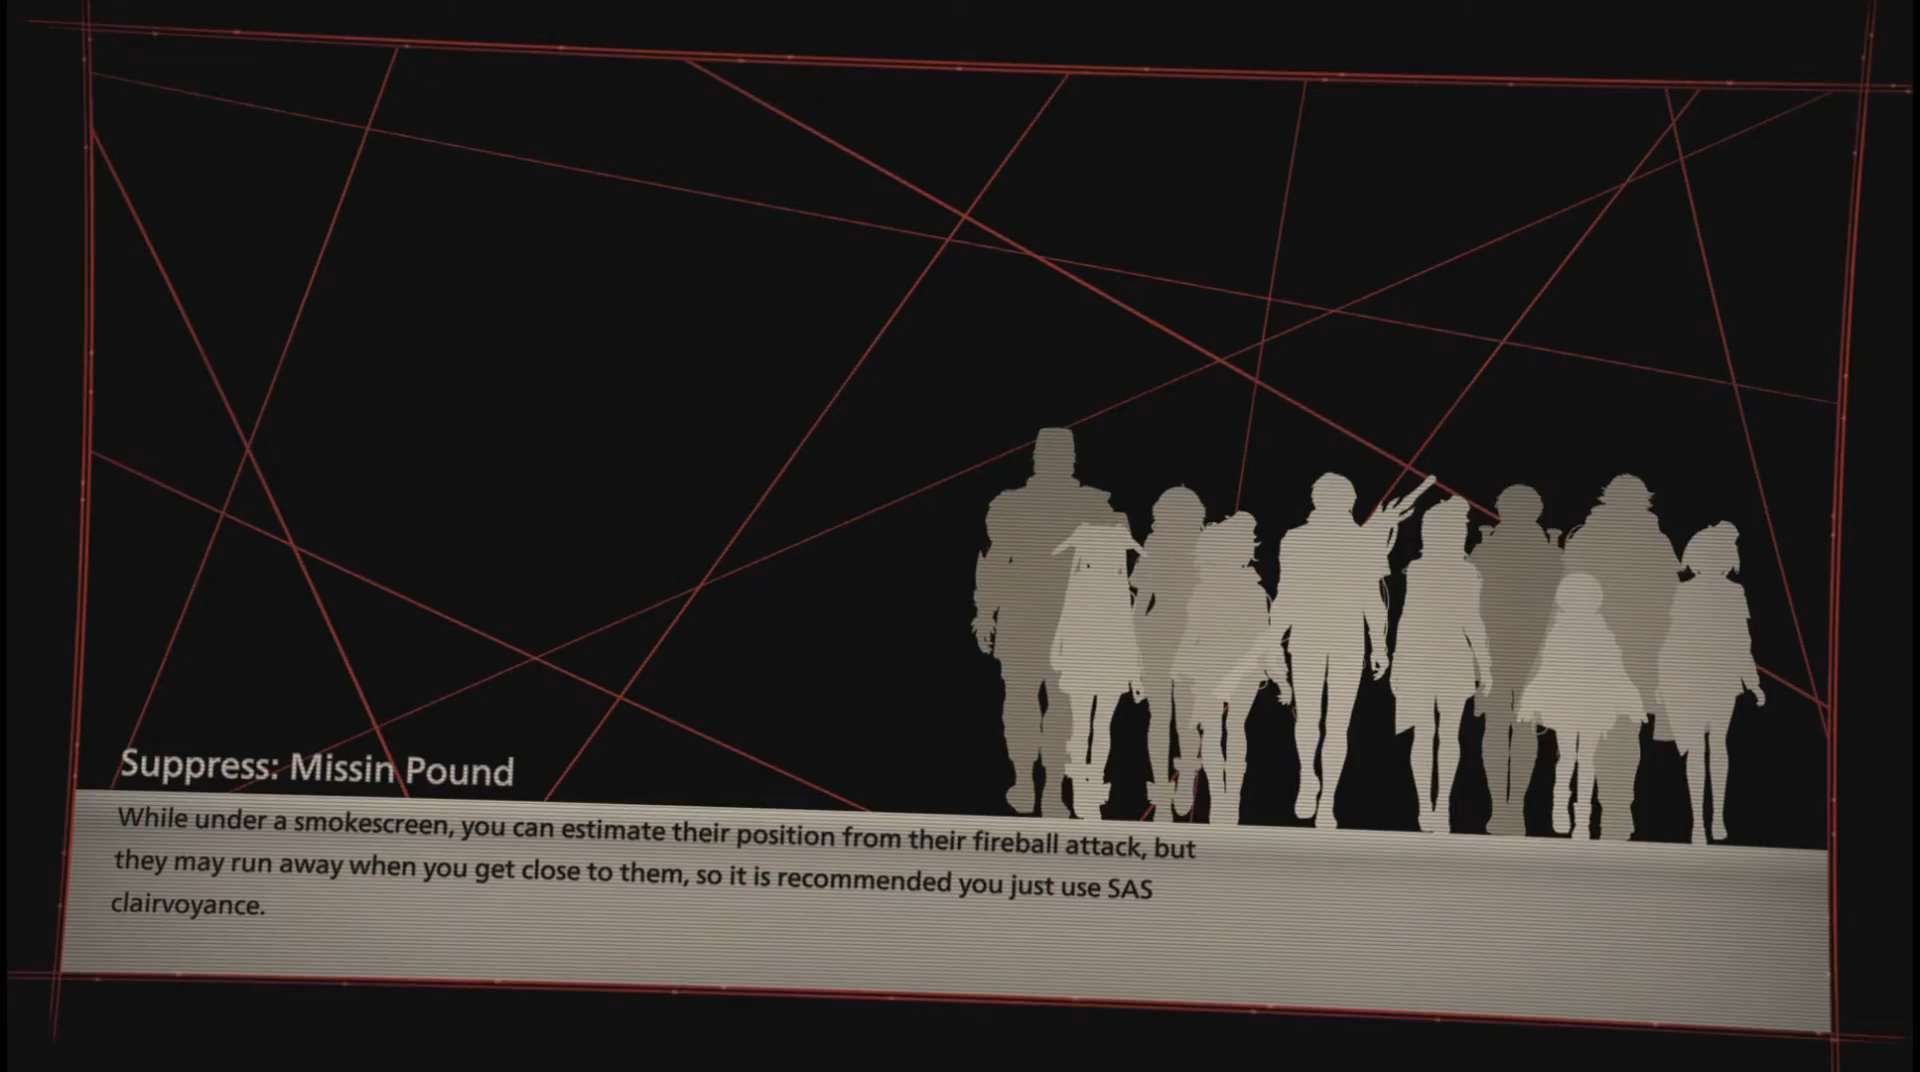 Suppress: Missin Pound
While under a smokescreen, you can estimate their position from their fireball attack, but
they may run away when you get close to them, so it is recommended you just use SAS
clairvoyance.